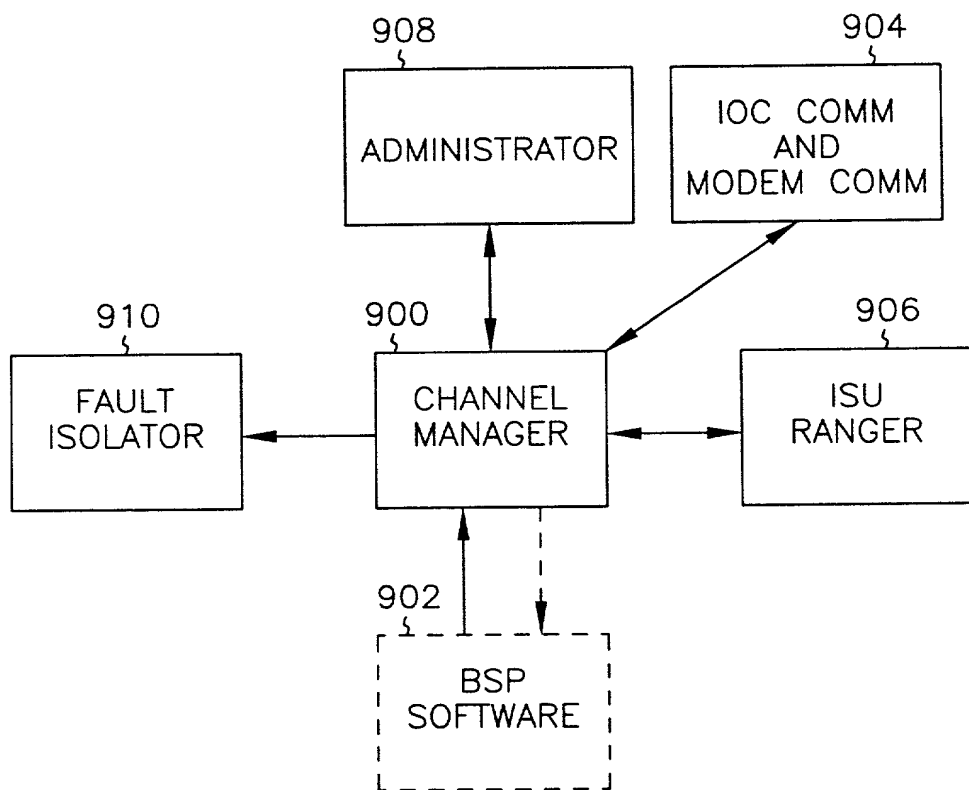 908
ADMINISTRATOR
904
IOC COMM
AND
MODEM COMM
910
FAULT
ISOLATOR
900
CHANNEL
MANAGER
906
ISU
RANGER
902
BSP
SOFTWARE